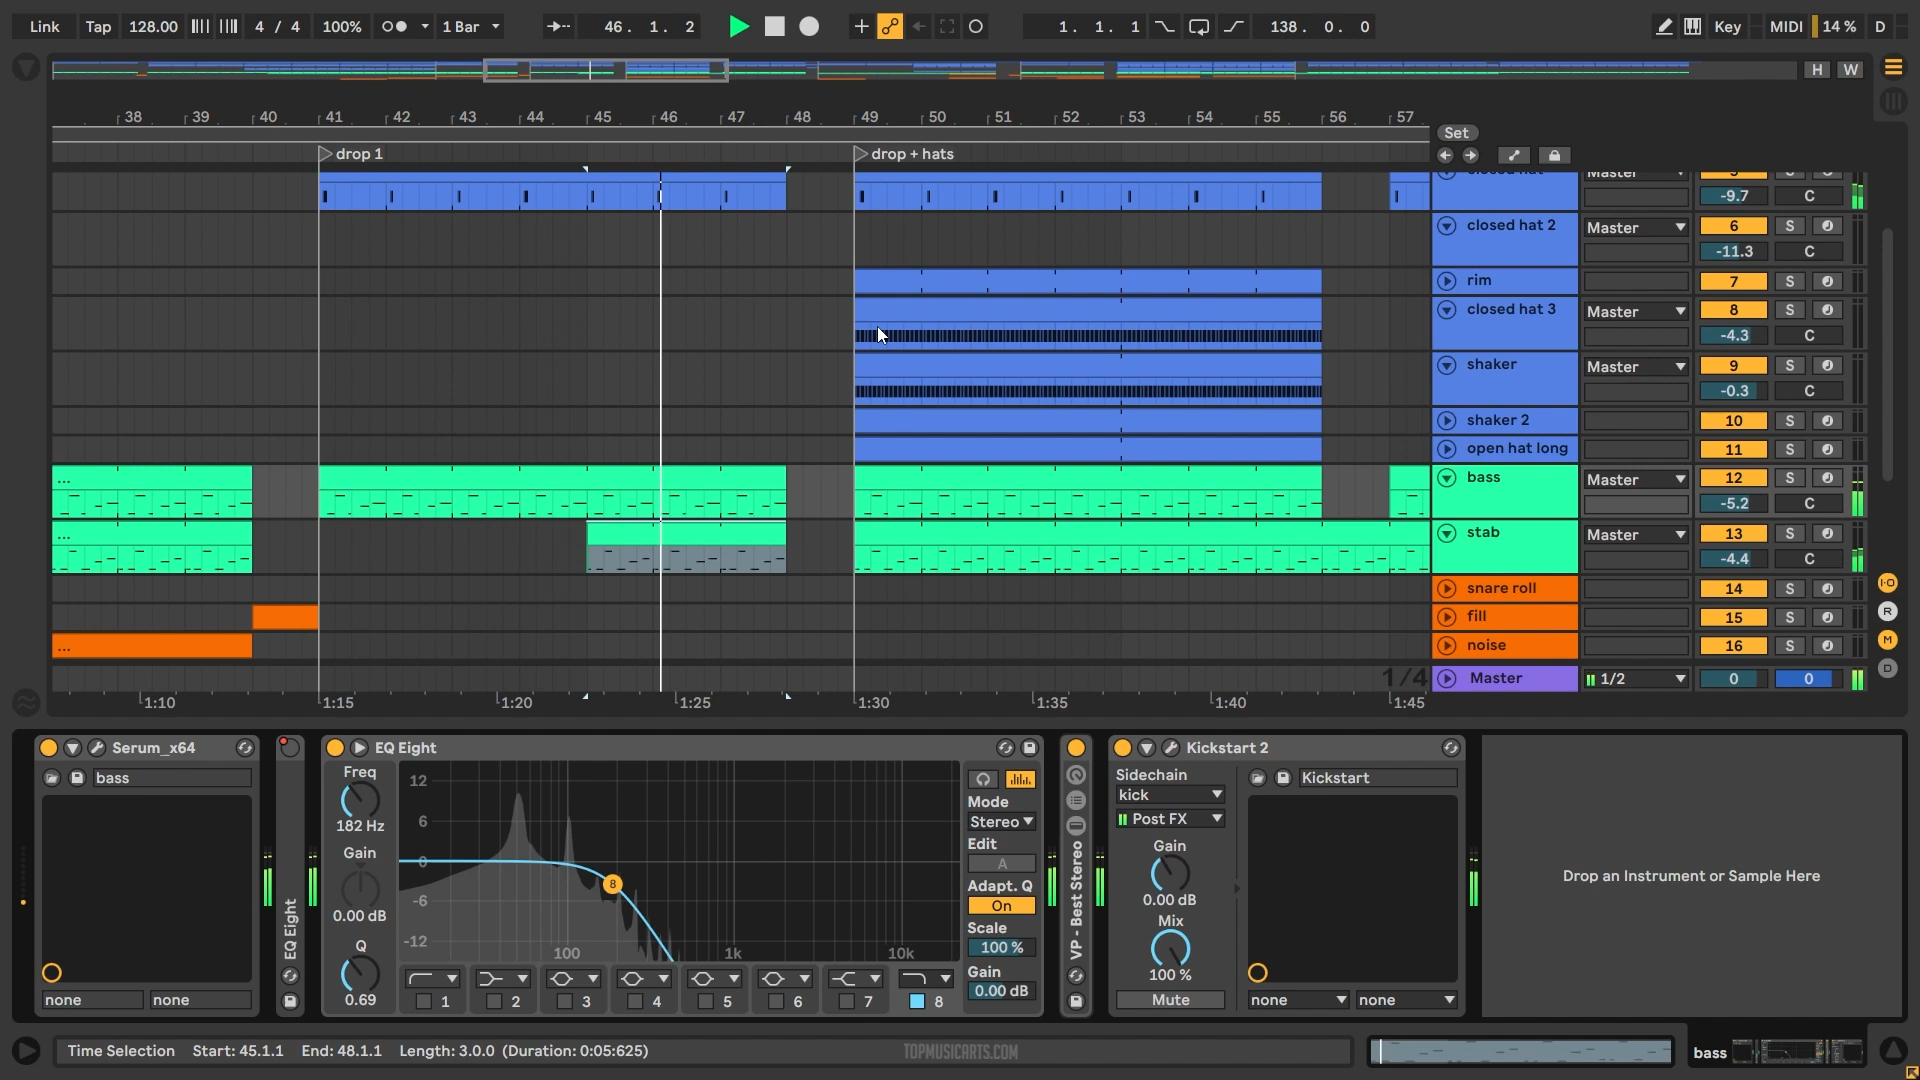 Link Tap 128.00 4 / 4 100% 1 Bar 46. 1. 2 1. 1. 1 138. 0. 0 Key MIDI 14 % D
H W
38 39 40 41 42 43 44 45 46 47 48 49 50 51 52 53 54 55 56 57
Set
drop 1 drop + hats
-9.7 C
closed hat 2 Master 6 S
-11.3 C
rim 7 S
closed hat 3 Master 8 S
-4.3 C
shaker Master 9 S
-0.3 C
shaker 2 10 S
open hat long 11 S
... bass Master 12 S
-5.2 C
... stab Master 13 S
-4.4 C
snare roll 14 S
fill 15 S
... noise 16 S
1/4 Master 1/2 0 0
I·O
R
M
D
1:10 1:15 1:20 1:25 1:30 1:35 1:40 1:45
Serum_x64
bass
none none
EQ Eight
EQ Eight
Freq
182 Hz
Gain
0.00 dB
Q
0.69
12
6
0
-6
-12
100 1k 10k
1 2 3 4 5 6 7 8
8
Mode
Stereo
Edit
A
Adapt. Q
On
Scale
100 %
Gain
0.00 dB
VP - Best Stereo
Kickstart 2
Sidechain
kick
Post FX
Gain
0.00 dB
Mix
100 %
Mute
Kickstart
none none
Drop an Instrument or Sample Here
Time Selection Start: 45.1.1 End: 48.1.1 Length: 3.0.0 (Duration: 0:05:625)
TOPMUSICARTS.COM
bass